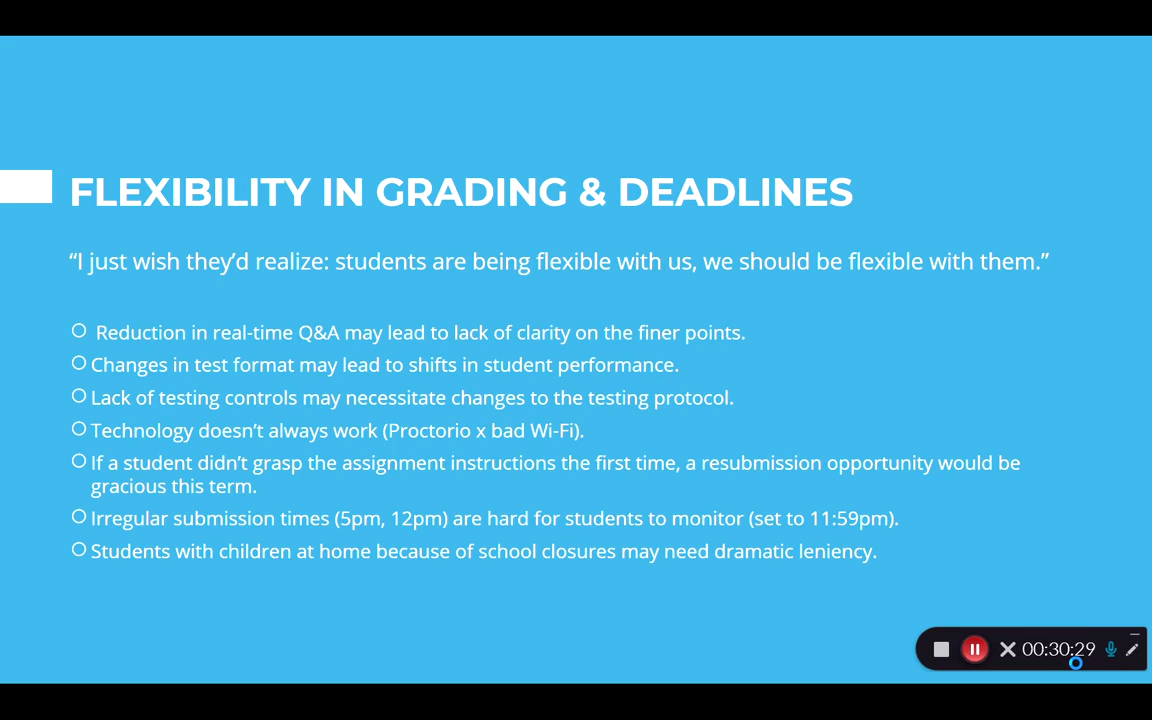 FLEXIBILITY IN GRADING & DEADLINES
“I just wish they’d realize: students are being flexible with us, we should be flexible with them.”
Reduction in real-time Q&A may lead to lack of clarity on the finer points.
Changes in test format may lead to shifts in student performance.
Lack of testing controls may necessitate changes to the testing protocol.
Technology doesn’t always work (Proctorio x bad Wi-Fi).
If a student didn’t grasp the assignment instructions the first time, a resubmission opportunity would be
gracious this term.
Irregular submission times (5pm, 12pm) are hard for students to monitor (set to 11:59pm).
Students with children at home because of school closures may need dramatic leniency.
00:30:29